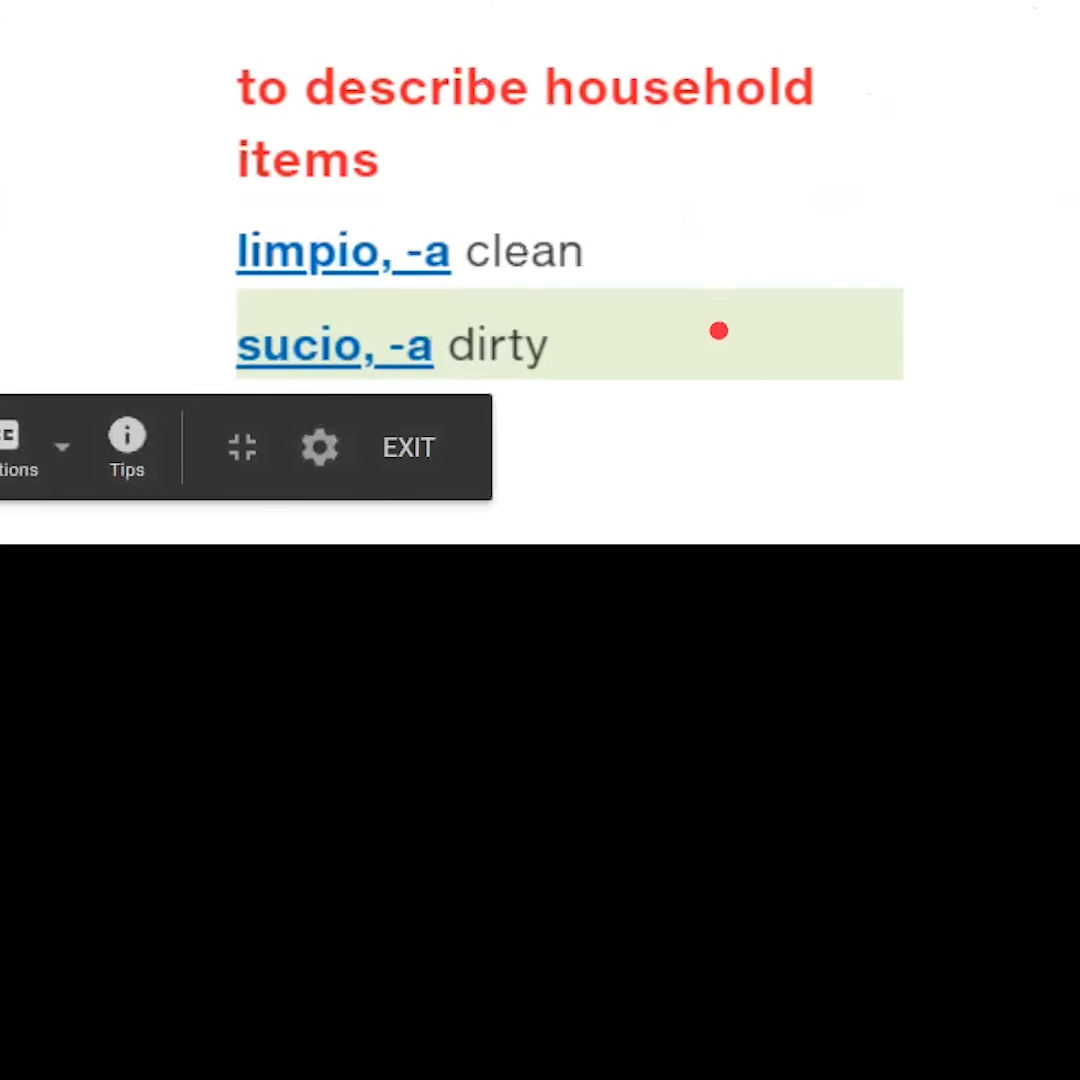 to describe household
items
limpio, -a clean
sucio, -a dirty
Tips
EXIT